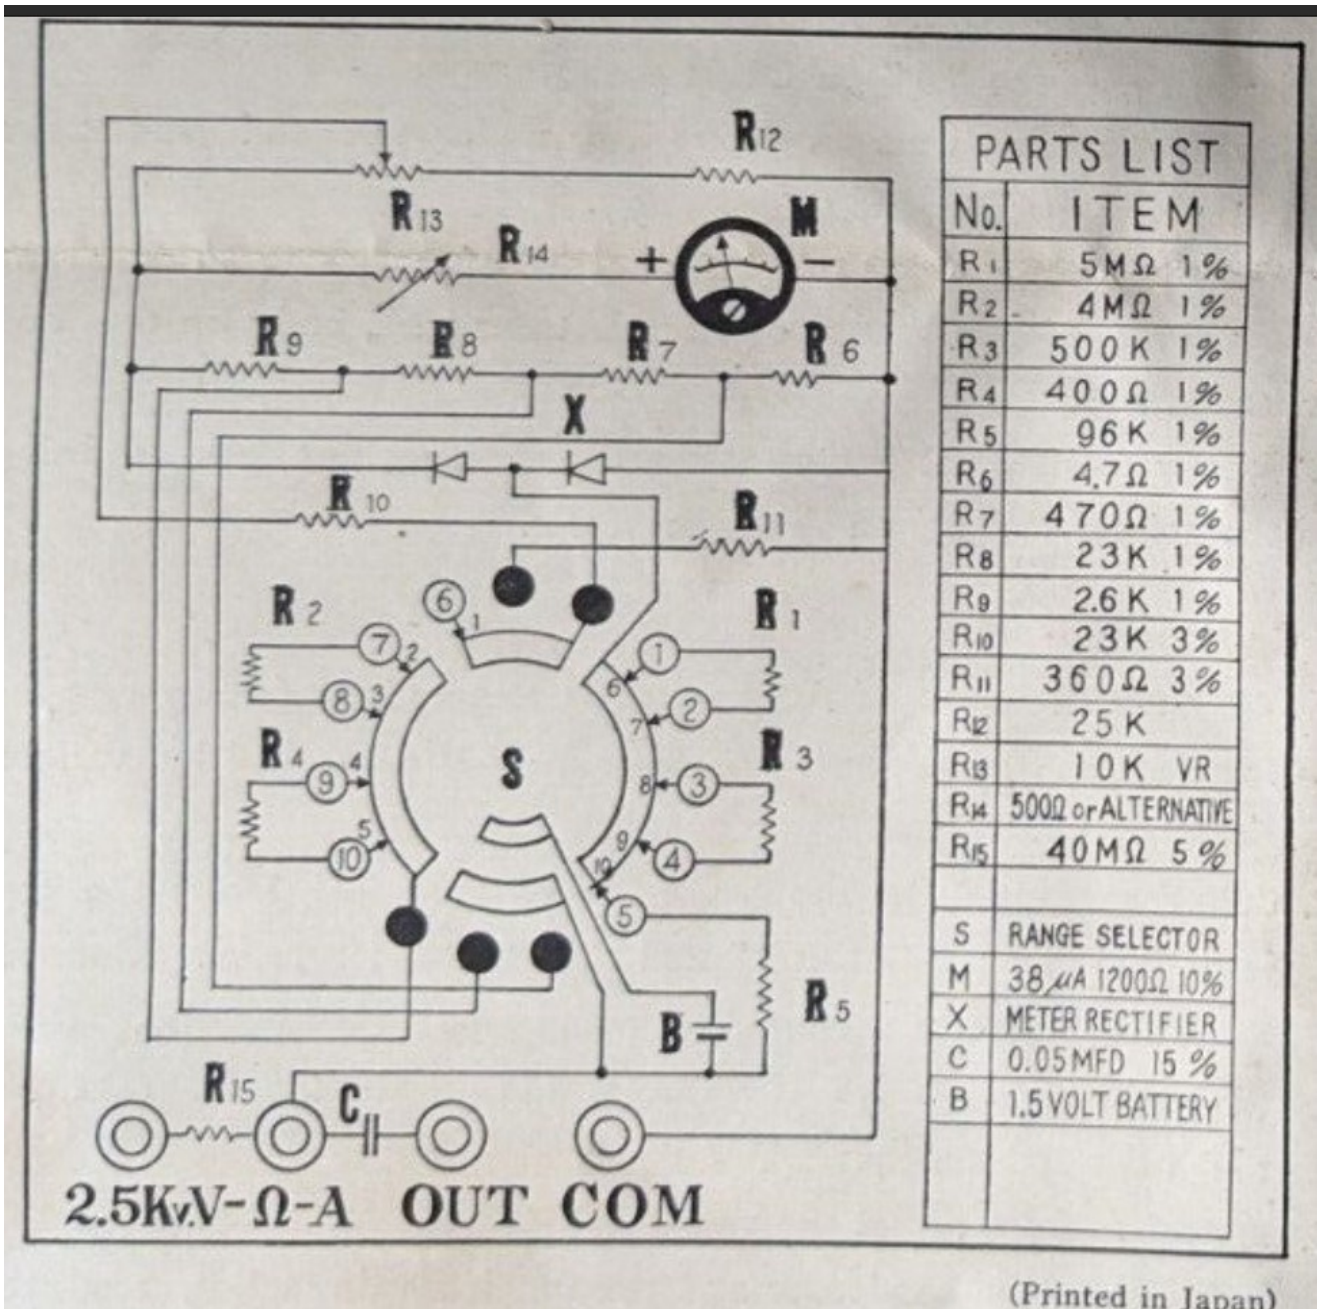 R12
R13
M
R14
+
−
R9
R8
R7
R6
X
R10
R11
R2
R1
6
1
7
2
1
6
8
3
2
7
R4
4
S
R3
9
8
3
5
9
4
10
10
5
R5
B
R15
C
2.5Kv.V-Ω-A OUT COM
PARTS LIST
No. ITEM
R1 5MΩ 1%
R2 4MΩ 1%
R3 500K 1%
R4 400Ω 1%
R5 96K 1%
R6 4.7Ω 1%
R7 470Ω 1%
R8 23K 1%
R9 2.6K 1%
R10 23K 3%
R11 360Ω 3%
R12 25K
R13 10K VR
R14 500Ω or ALTERNATIVE
R15 40MΩ 5%
S RANGE SELECTOR
M 38μA 1200Ω 10%
X METER RECTIFIER
C 0.05MFD 15%
B 1.5VOLT BATTERY
(Printed in Japan)